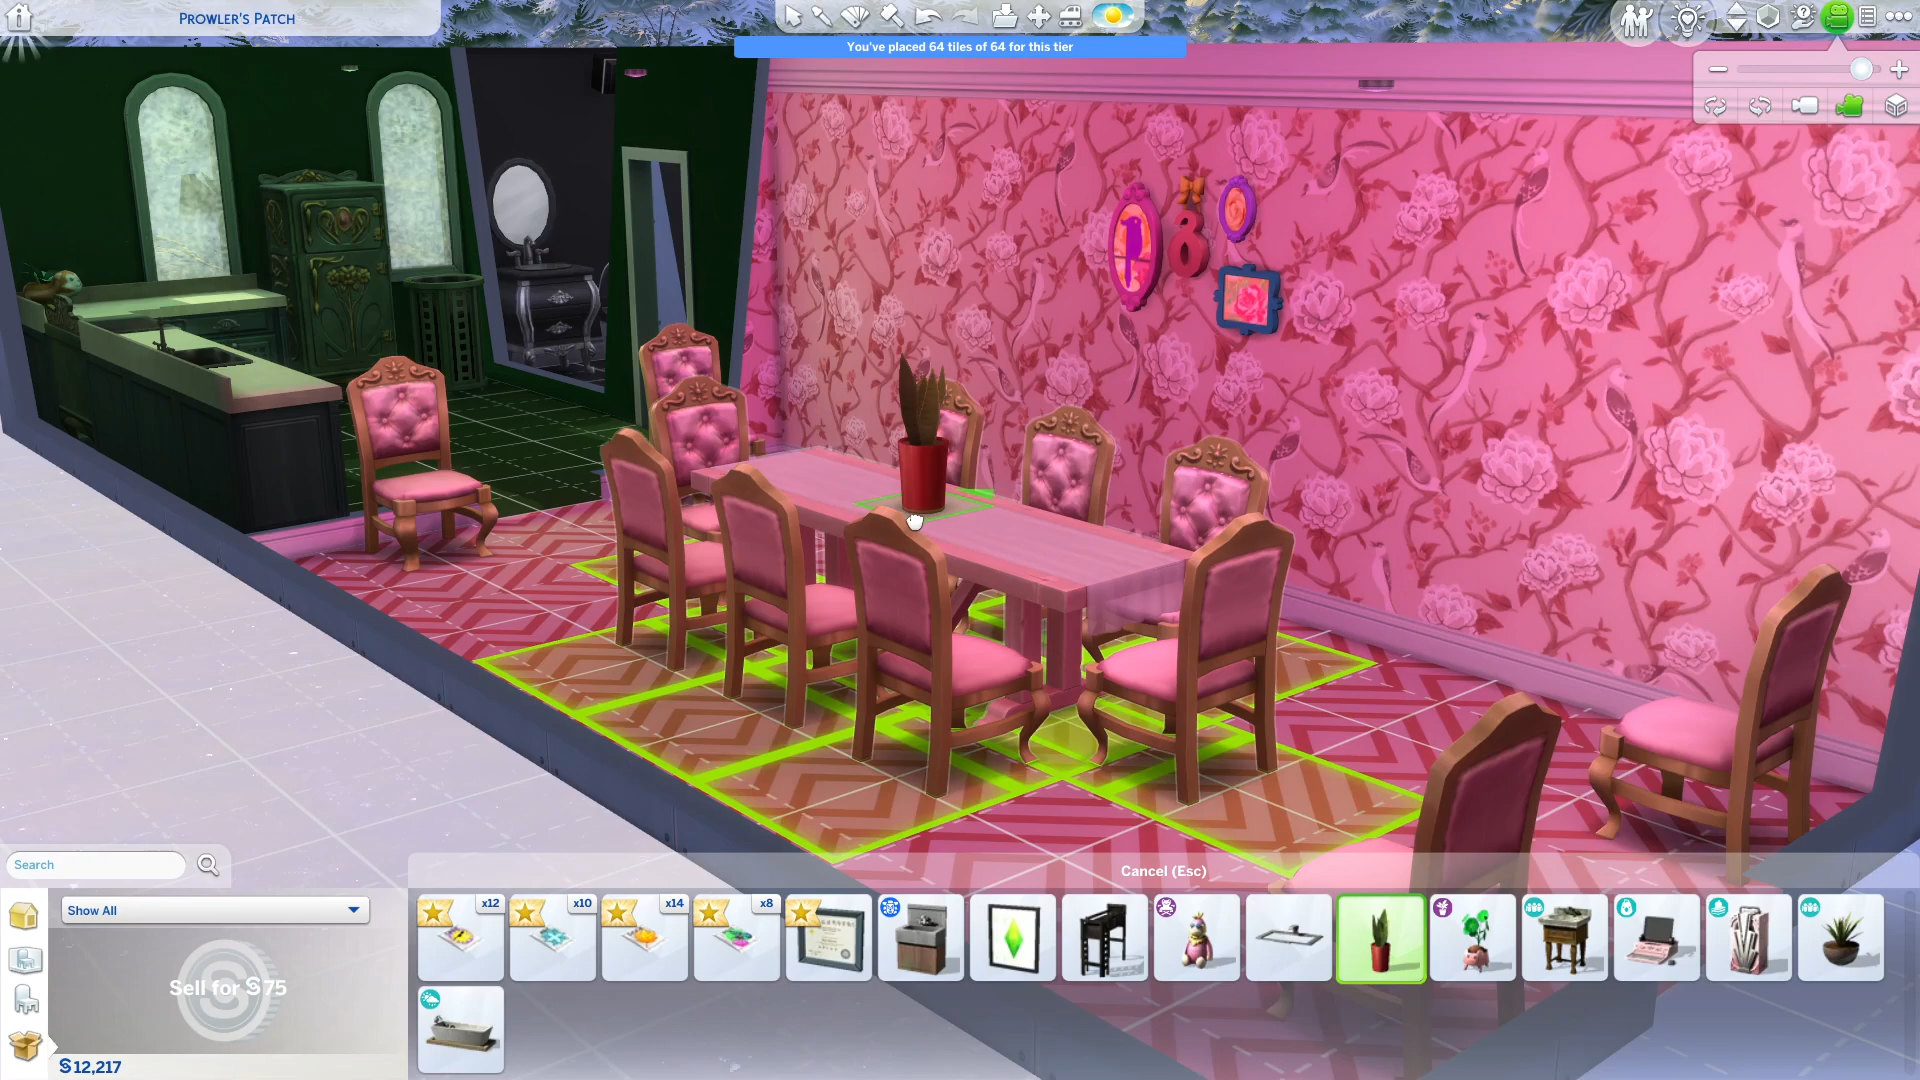 Prowler's Patch
You've placed 64 tiles of 64 for this tier
Search
Cancel (Esc)
Show All
x12
x10
x14
x8
Sell for §75
§12,217